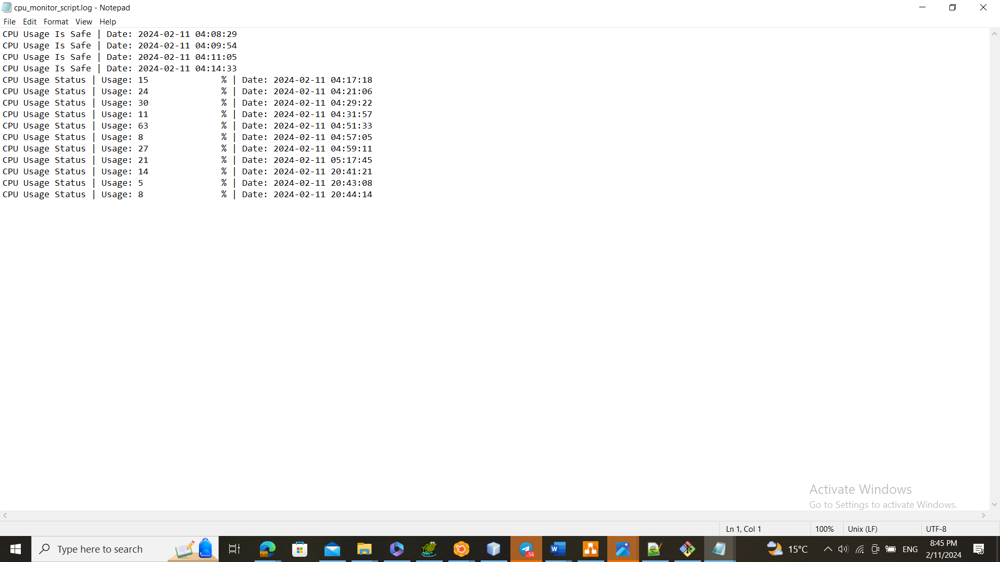 cpu_monitor_script.log - Notepad
File Edit Format View Help
CPU Usage Is Safe | Date: 2024-02-11 04:08:29
CPU Usage Is Safe | Date: 2024-02-11 04:09:54
CPU Usage Is Safe | Date: 2024-02-11 04:11:05
CPU Usage Is Safe | Date: 2024-02-11 04:14:33
CPU Usage Status | Usage: 15 % | Date: 2024-02-11 04:17:18
CPU Usage Status | Usage: 24 % | Date: 2024-02-11 04:21:06
CPU Usage Status | Usage: 30 % | Date: 2024-02-11 04:29:22
CPU Usage Status | Usage: 11 % | Date: 2024-02-11 04:31:57
CPU Usage Status | Usage: 63 % | Date: 2024-02-11 04:51:33
CPU Usage Status | Usage: 8 % | Date: 2024-02-11 04:57:05
CPU Usage Status | Usage: 27 % | Date: 2024-02-11 04:59:11
CPU Usage Status | Usage: 21 % | Date: 2024-02-11 05:17:45
CPU Usage Status | Usage: 14 % | Date: 2024-02-11 20:41:21
CPU Usage Status | Usage: 5 % | Date: 2024-02-11 20:43:08
CPU Usage Status | Usage: 8 % | Date: 2024-02-11 20:44:14
Activate Windows
Go to Settings to activate Windows.
Ln 1, Col 1 100% Unix (LF) UTF-8
Type here to search ..56 W 15°C ENG 8:45 PM
2/11/2024